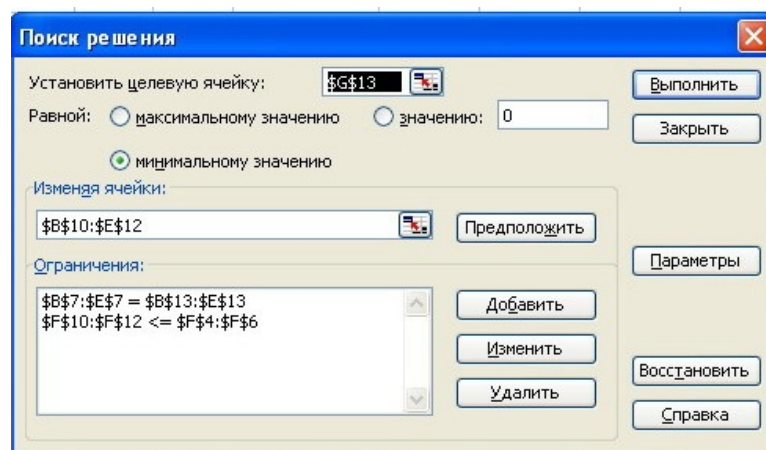 Поиск решения
Установить целевую ячейку: $G$13
Выполнить
Равной: максимальному значению значению: 0
Закрыть
минимальному значению
Изменяя ячейки:
$B$10:$E$12
Предположить
Параметры
Ограничения:
$B$7:$E$7 = $B$13:$E$13
$F$10:$F$12 <= $F$4:$F$6
Добавить
Изменить
Удалить
Восстановить
Справка